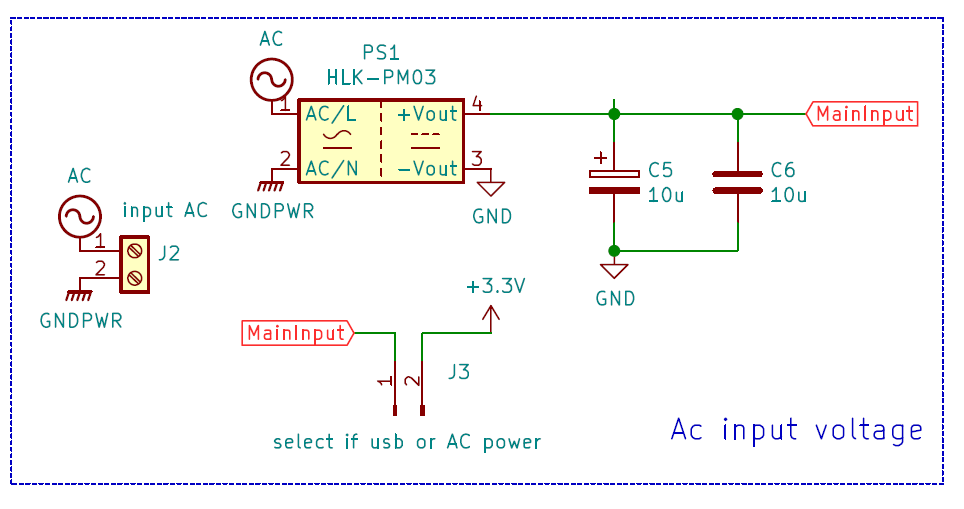 AC
PS1
HLK-PM03
1
AC/L
+Vout
4
MainInput
2
AC/N
-Vout
3
+
C5
10u
C6
10u
GNDPWR
GND
AC
input AC
1
J2
2
GNDPWR
GND
+3.3V
MainInput
1
2
J3
select if usb or AC power
Ac input voltage